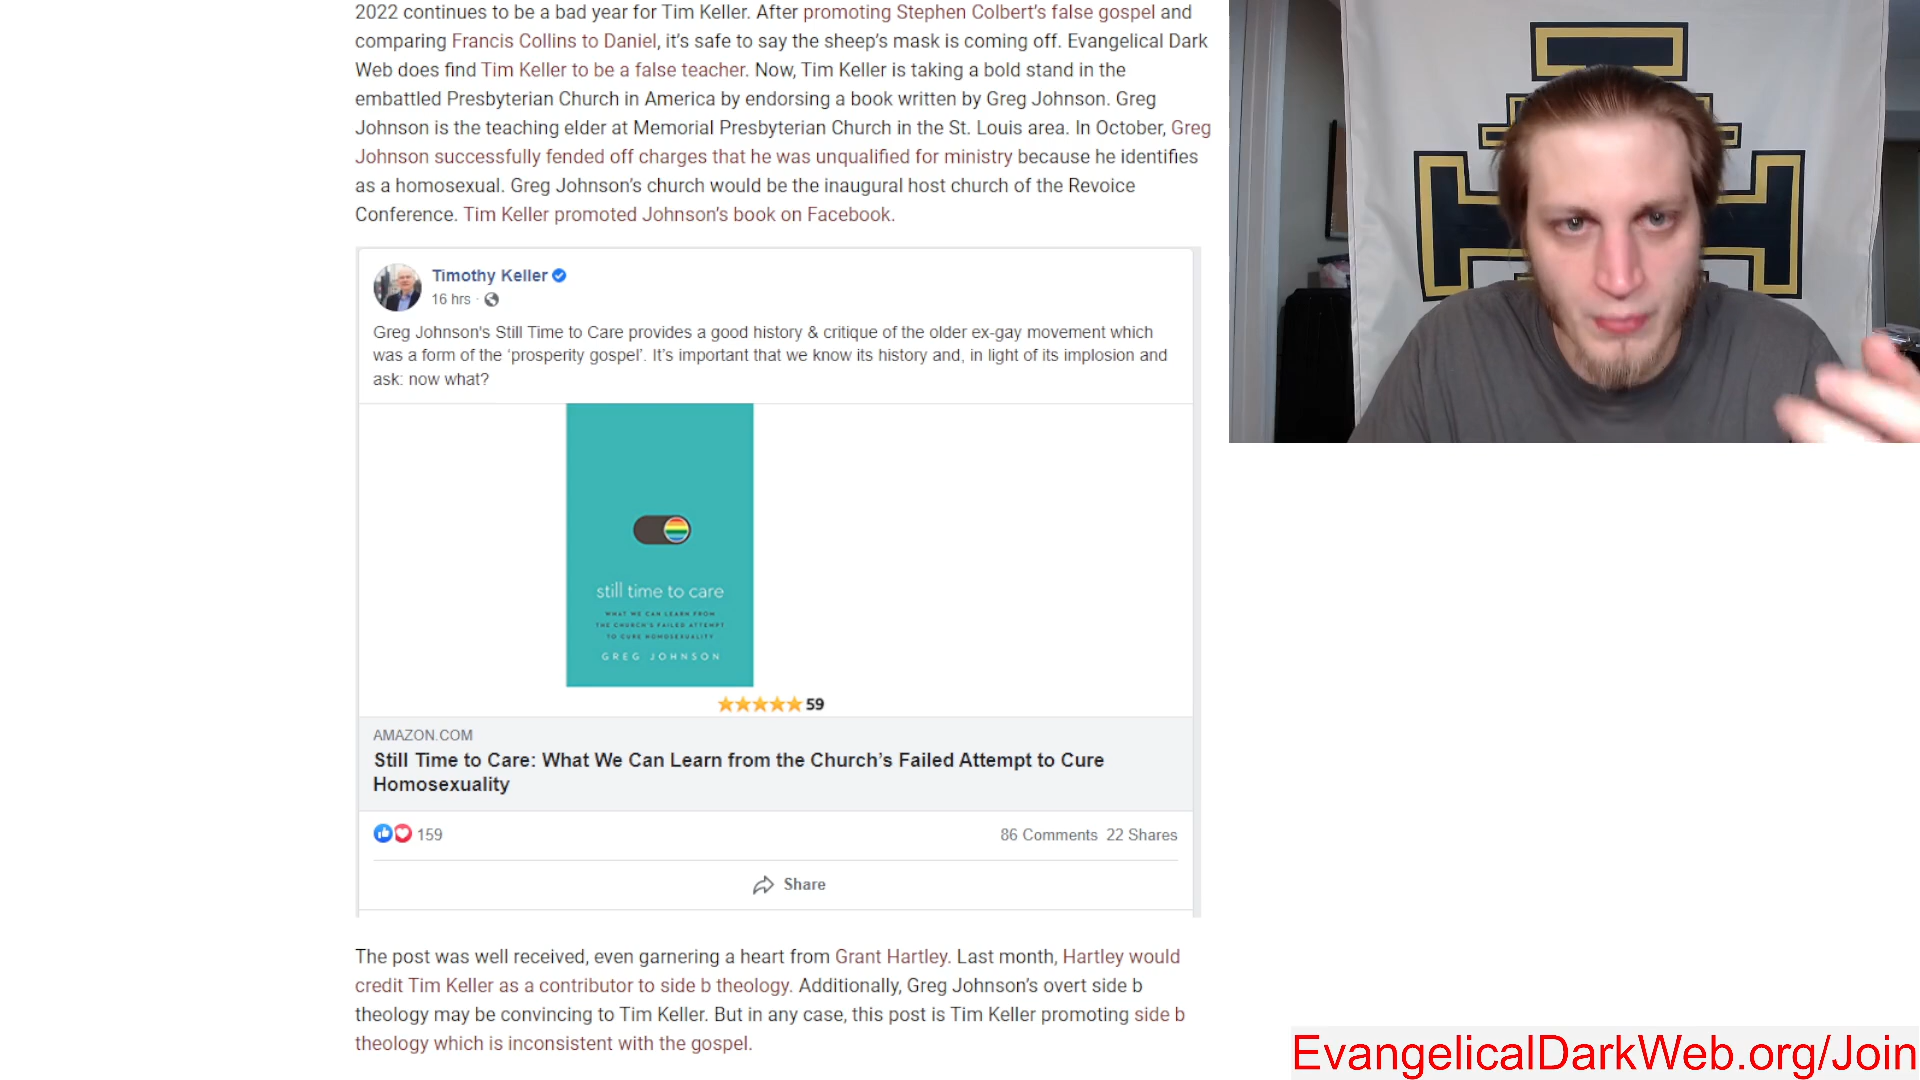 2022 continues to be a bad year for Tim Keller. After promoting Stephen Colbert's false gospel and
comparing Francis Collins to Daniel, it's safe to say the sheep's mask is coming off. Evangelical Dark
Web does find Tim Keller to be a false teacher. Now, Tim Keller is taking a bold stand in the
embattled Presbyterian Church in America by endorsing a book written by Greg Johnson. Greg
Johnson is the teaching elder at Memorial Presbyterian Church in the St. Louis area. In October, Greg
Johnson successfully fended off charges that he was unqualified for ministry because he identifies
as a homosexual. Greg Johnson's church would be the inaugural host church of the Revoice
Conference. Tim Keller promoted Johnson's book on Facebook.
Timothy Keller
16 hrs ·
Greg Johnson's Still Time to Care provides a good history & critique of the older ex-gay movement which
was a form of the 'prosperity gospel'. It's important that we know its history and, in light of its implosion and
ask: now what?
still time to care
WHAT WE CAN LEARN FROM
THE CHURCH'S FAILED ATTEMPT
TO CURE HOMOSEXUALITY
GREG JOHNSON
59
AMAZON.COM
Still Time to Care: What We Can Learn from the Church's Failed Attempt to Cure
Homosexuality
159
86 Comments 22 Shares
Share
The post was well received, even garnering a heart from Grant Hartley. Last month, Hartley would
credit Tim Keller as a contributor to side b theology. Additionally, Greg Johnson's overt side b
theology may be convincing to Tim Keller. But in any case, this post is Tim Keller promoting side b
theology which is inconsistent with the gospel.
EvangelicalDarkWeb.org/Join